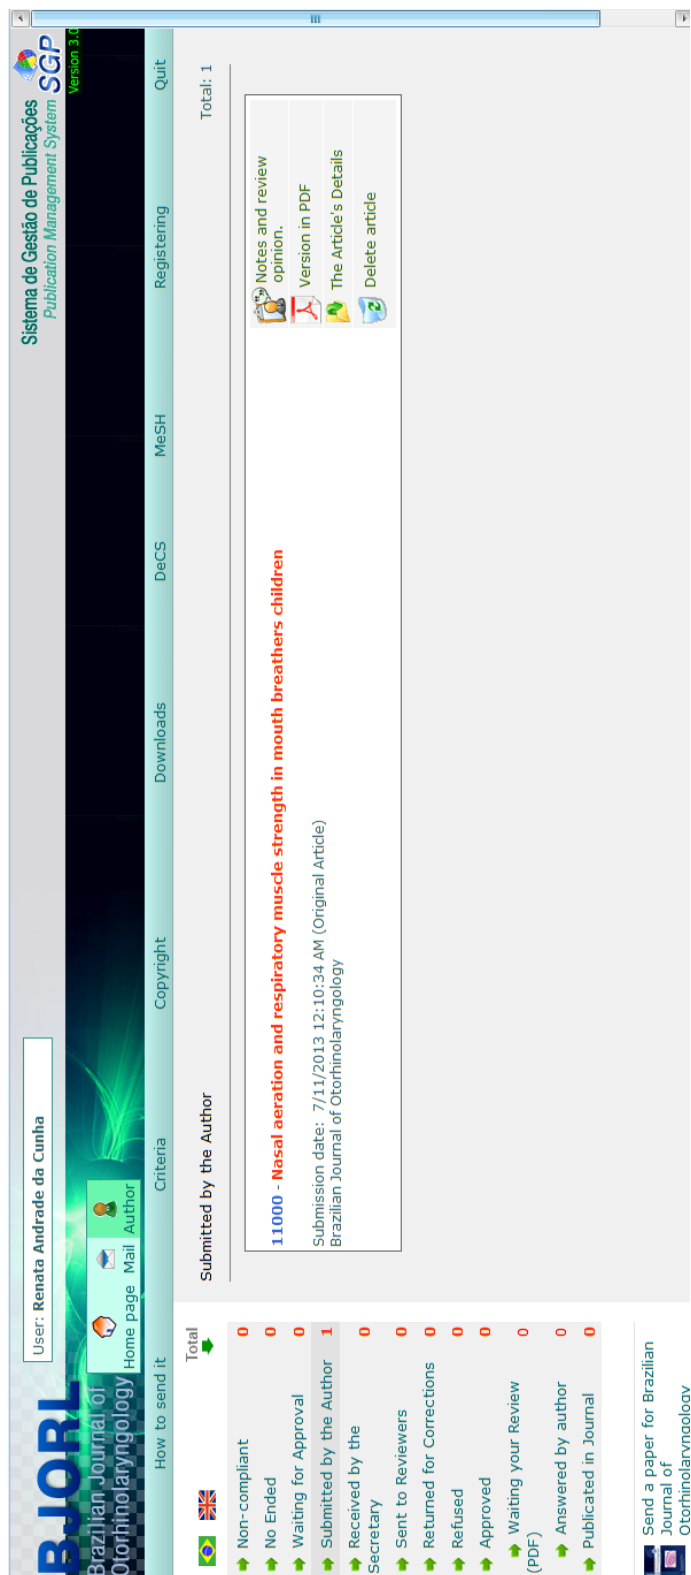 BJORL
Brazilian Journal of
Otorhinolaryngology
User: Renata Andrade da Cunha
Home page
Mail
Author
Sistema de Gestão de Publicações
Publication Management System
SGP
Version 3.0
How to send it
Criteria
Copyright
Downloads
DeCS
MeSH
Registering
Quit
Total
Non-compliant 0
No Ended 0
Waiting for Approval 0
Submitted by the Author 1
Received by the 0
Secretary
Sent to Reviewers 0
Returned for Corrections 0
Refused 0
Approved 0
Waiting your Review 0
(PDF)
Answered by author 0
Publicated in Journal 0
Send a paper for Brazilian
Journal of
Otorhinolaryngology
Submitted by the Author
Total: 1
11000 - Nasal aeration and respiratory muscle strength in mouth breathers children
Submission date: 7/11/2013 12:10:34 AM (Original Article)
Brazilian Journal of Otorhinolaryngology
Notes and review
opinion.
Version in PDF
The Article's Details
Delete article